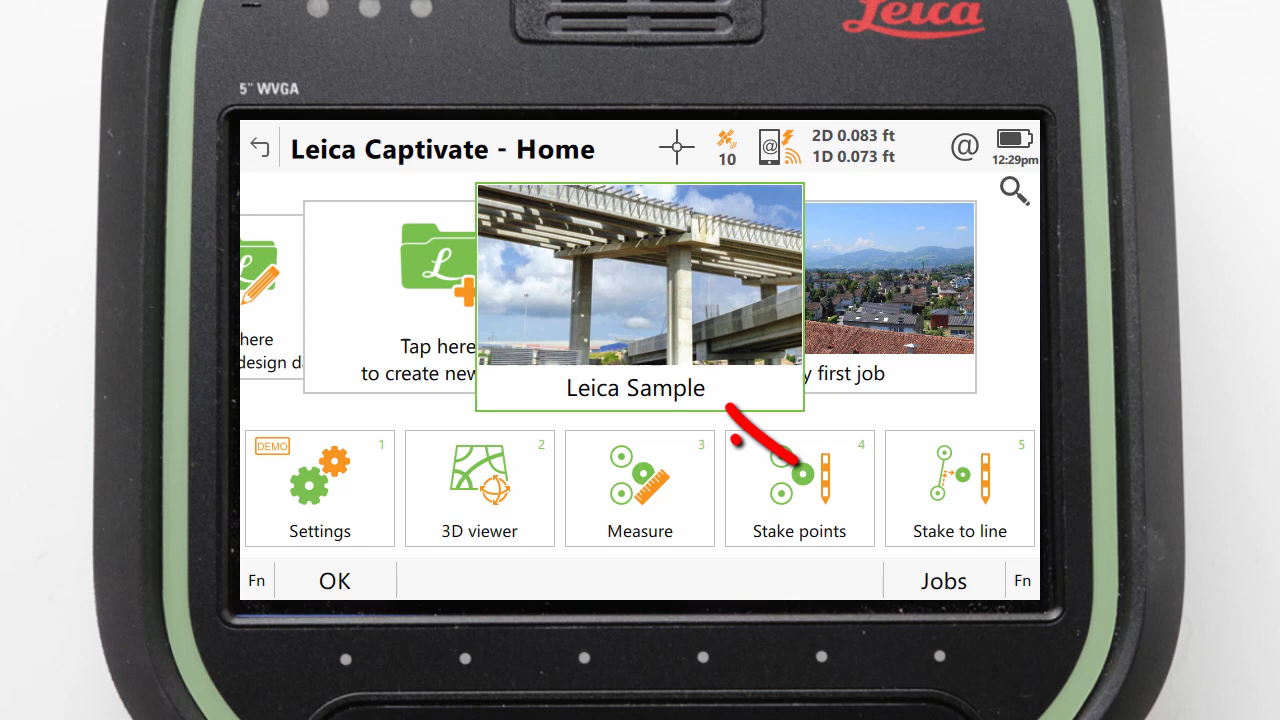 Leica
5" WVGA
Leica Captivate - Home
10
@
2D 0.083 ft
1D 0.073 ft
@
12:29pm
here
design d
Tap here
to create new
Leica Sample
y first job
DEMO
1
Settings
2
3D viewer
3
Measure
4
Stake points
5
Stake to line
Fn
OK
Jobs
Fn